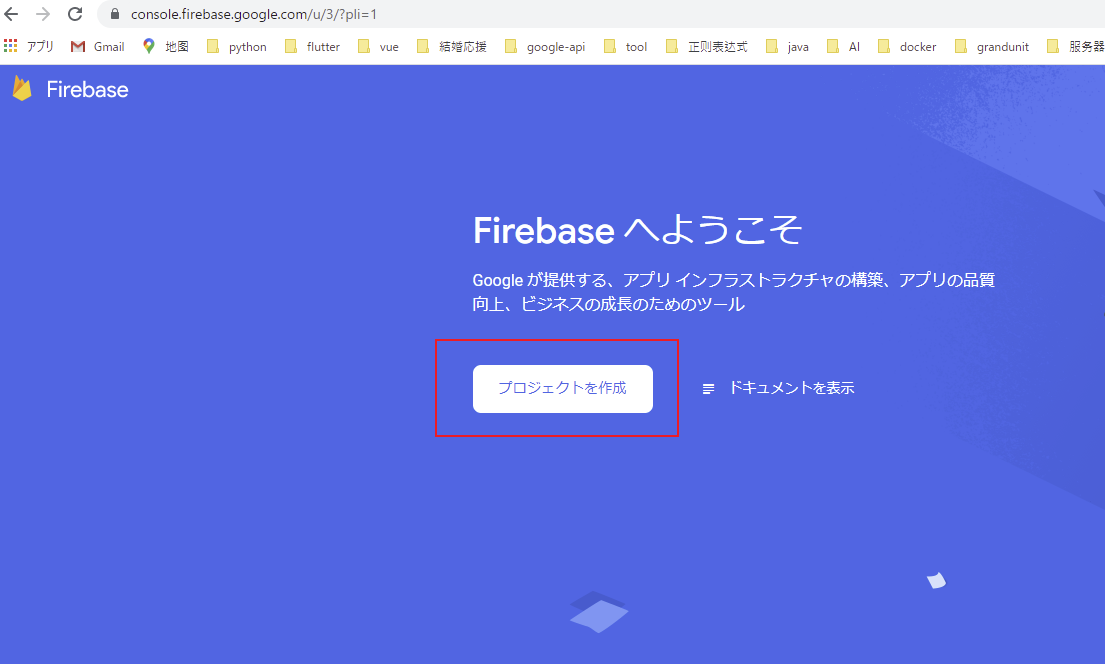 console.firebase.google.com/u/3/?pli=1
アプリ Gmail 地図 python flutter vue 結婚応援 google-api tool 正则表达式 java AI docker grandunit 服务器
Firebase
Firebase へようこそ
Google が提供する、アプリ インフラストラクチャの構築、アプリの品質
向上、ビジネスの成長のためのツール
プロジェクトを作成 ドキュメントを表示